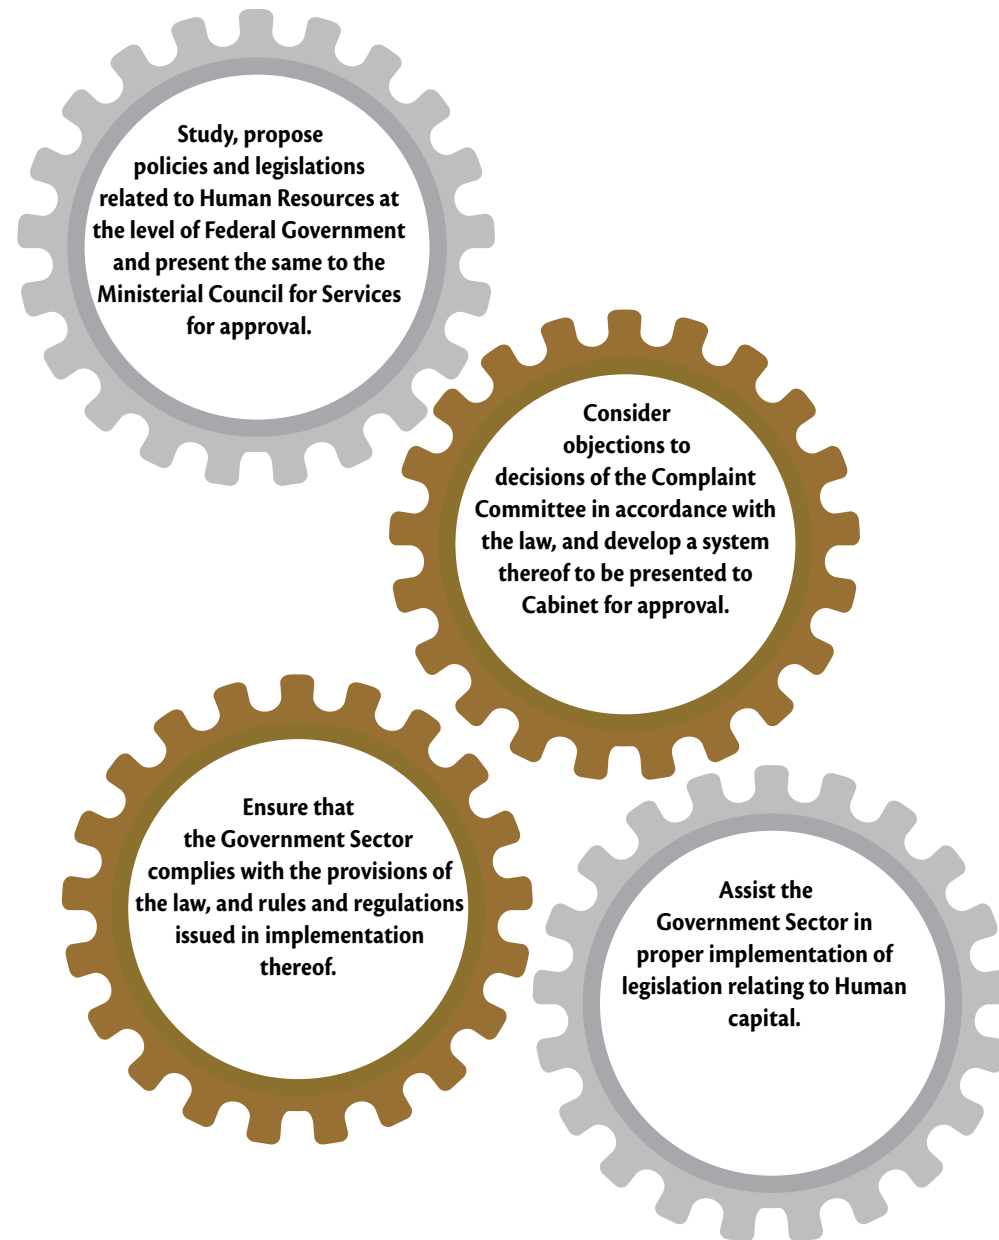 Study, propose
policies and legislations
related to Human Resources at
the level of Federal Government
and present the same to the
Ministerial Council for Services
for approval.
Consider
objections to
decisions of the Complaint
Committee in accordance with
the law, and develop a system
thereof to be presented to
Cabinet for approval.
Ensure that
the Government Sector
complies with the provisions of
the law, and rules and regulations
issued in implementation
thereof.
Assist the
Government Sector in
proper implementation of
legislation relating to Human
capital.